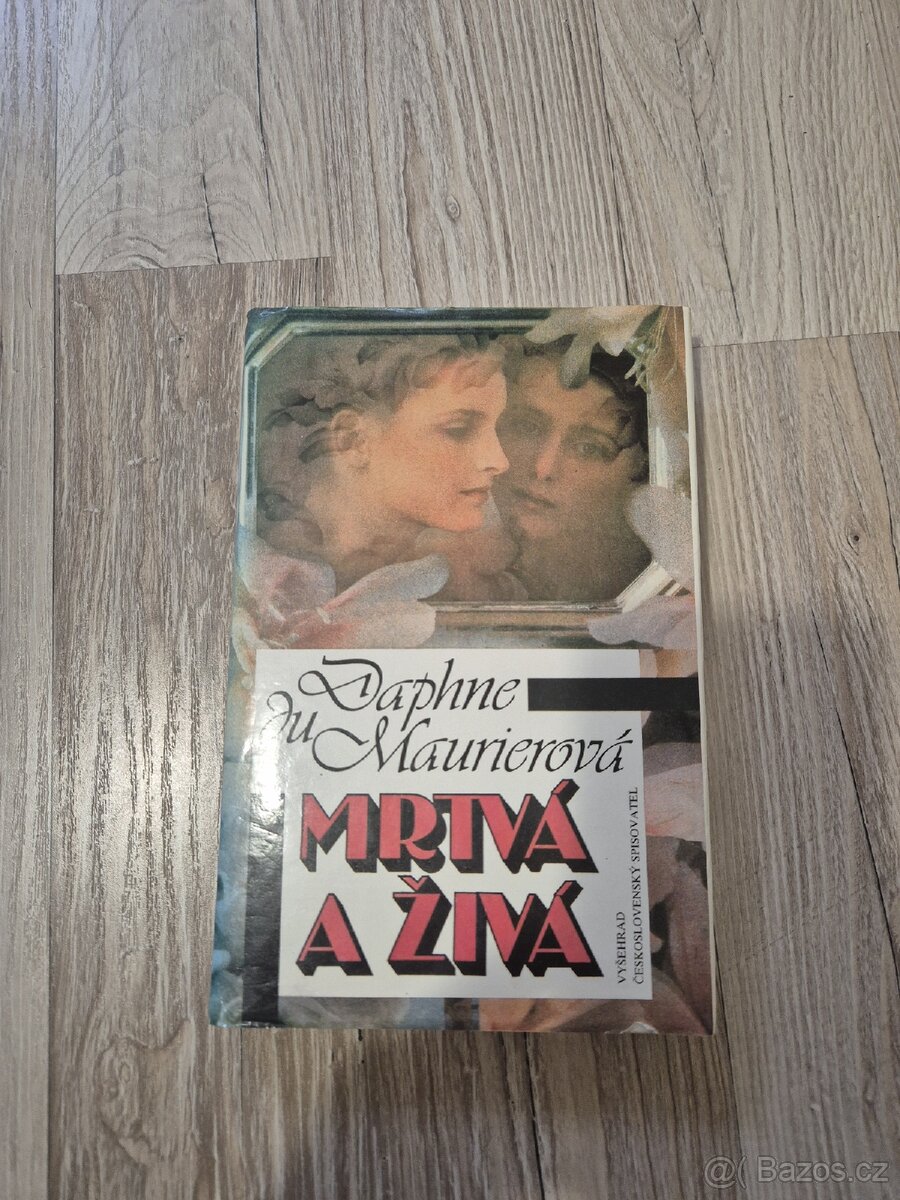 Daphne
du Maurierová
MRTVÁ
A ŽIVÁ
VYŠEHRAD
ČESKOSLOVENSKÝ SPISOVATEL
@( Bazos.cz